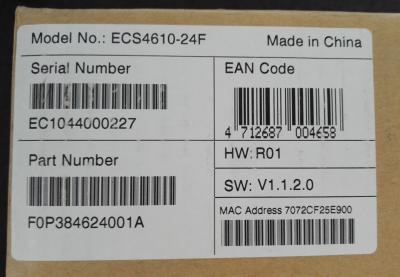 Model No.: ECS4610-24F
Made in China
Serial Number
EC1044000227
Part Number
F0P384624001A
EAN Code
4 712687 004658
HW: R01
SW: V1.1.2.0
MAC Address 7072CF25E900